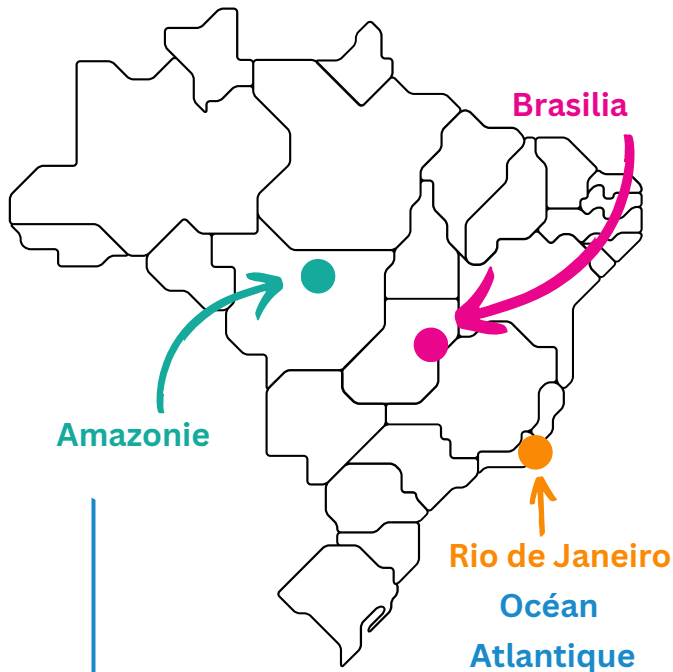 Brasilia
Amazonie
Rio de Janeiro
Océan
Atlantique